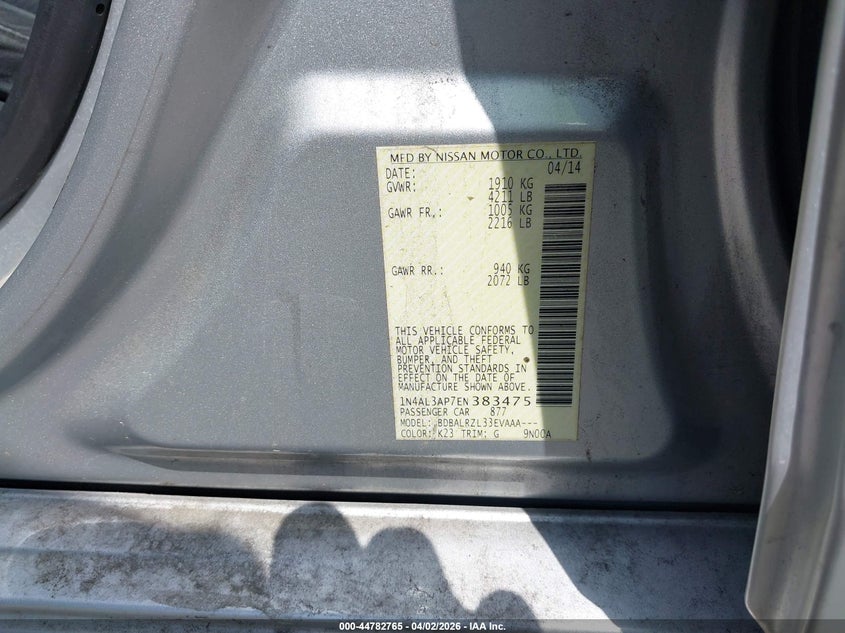 MFD BY NISSAN MOTOR CO., LTD.
DATE: 04/14
GVWR: 1910 KG
4211 LB
GAWR FR.: 1005 KG
2216 LB
GAWR RR.: 940 KG
2072 LB
THIS VEHICLE CONFORMS TO
ALL APPLICABLE FEDERAL
MOTOR VEHICLE SAFETY,
BUMPER, AND THEFT
PREVENTION STANDARDS IN
EFFECT ON THE DATE OF
MANUFACTURE SHOWN ABOVE.
1N4AL3AP7EN383475
PASSENGER CAR 877
MODEL: BDBALRZL33EVAAA---
COLOR: K23 TRIM: G 9N00A
000-44782765 - 04/02/2026 - IAA Inc.